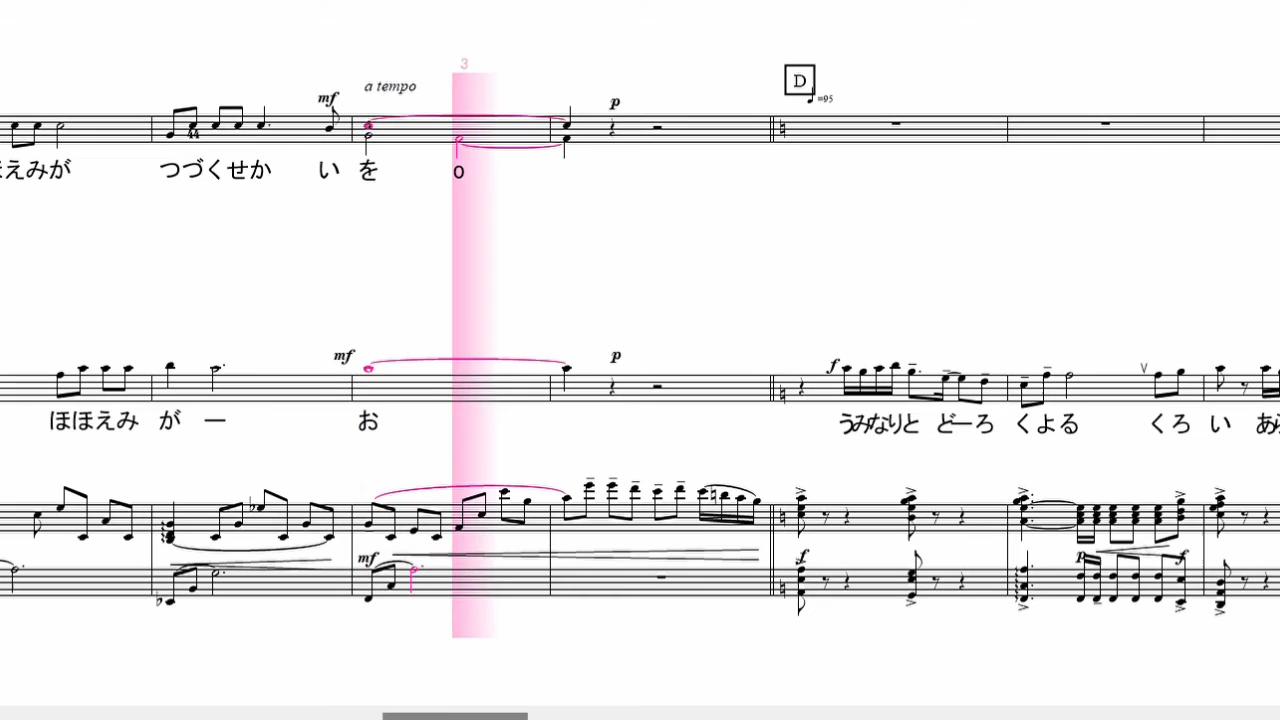 3
a tempo
D
mf
p
♩=95
ほえみが つづくせか い を o
mf
p
f
ほほえみ が ー お うみなりと どーろ くよる くろ い あら
mf
f
p
f